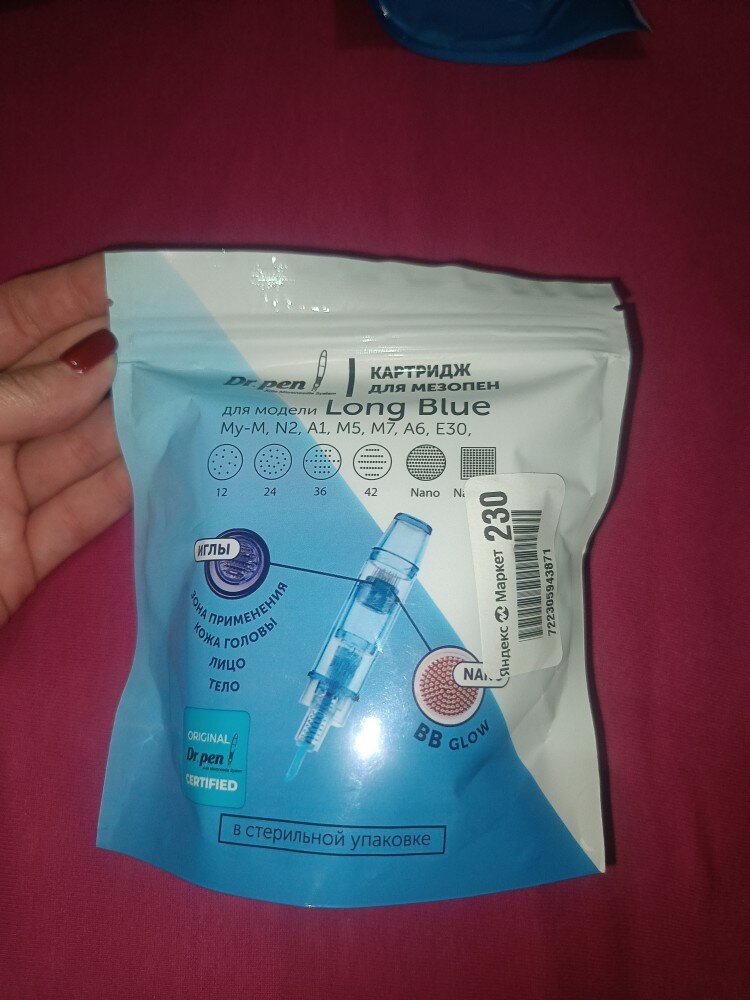 Dr.pen
КАРТРИДЖ
ДЛЯ МЕЗОПЕН
для модели Long Blue
My-M, N2, A1, M5, M7, A6, E30,
12 24 36 42 Nano
ИГЛЫ
ЗОНА ПРИМЕНЕНИЯ
КОЖА ГОЛОВЫ
ЛИЦО
ТЕЛО
BB GLOW
ORIGINAL
Dr pen
CERTIFIED
в стерильной упаковке
Яндекс Маркет 230
722305943871